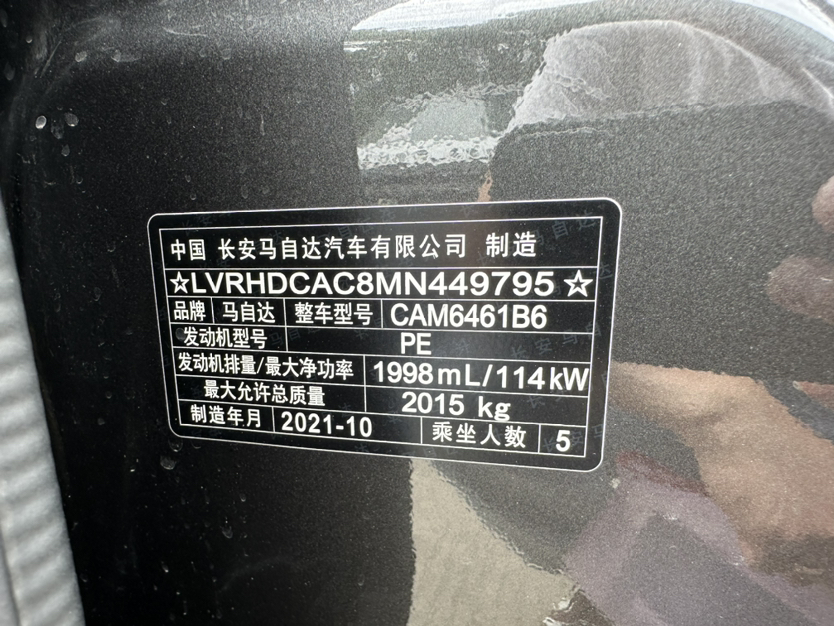 中国 长安马自达汽车有限公司 制造
☆LVRHDCAC8MN449795☆
品牌 马自达 整车型号 CAM6461B6
发动机型号 PE
发动机排量/最大净功率 1998mL/114kW
最大允许总质量 2015 kg
制造年月 2021-10 乘坐人数 5